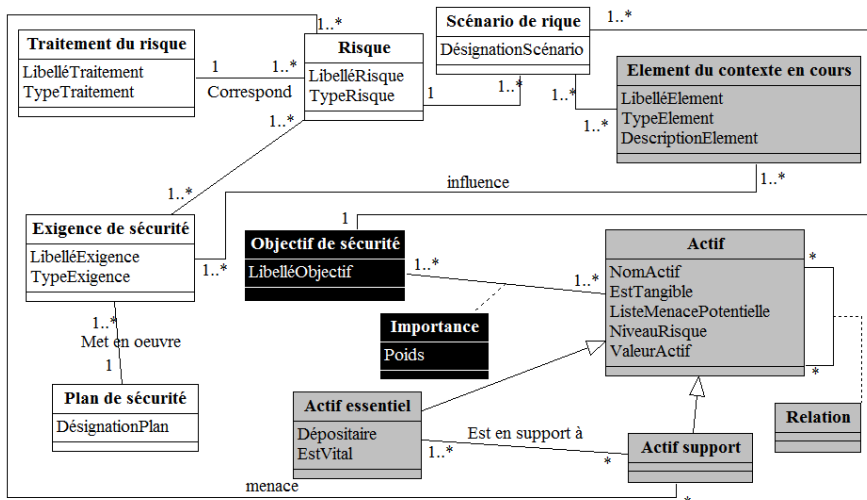 Scénario de rique
DésignationScénario
1..*
1..*
Traitement du risque
LibelléTraitement
TypeTraitement
1
1..*
Correspond
Risque
LibelléRisque
TypeRisque
1
1..*
1..*
1..*
Element du contexte en cours
LibelléElement
TypeElement
DescriptionElement
1..*
1..*
influence
1..*
Exigence de sécurité
LibelléExigence
TypeExigence
1..*
1
Objectif de sécurité
LibelléObjectif
1..*
1..*
Actif
NomActif
EstTangible
ListeMenacePotentielle
NiveauRisque
ValeurActif
*
*
Importance
Poids
1..*
Met en oeuvre
1
Plan de sécurité
DésignationPlan
Actif essentiel
Dépositaire
EstVital
Est en support à
1..*
*
Actif support
Relation
menace
*